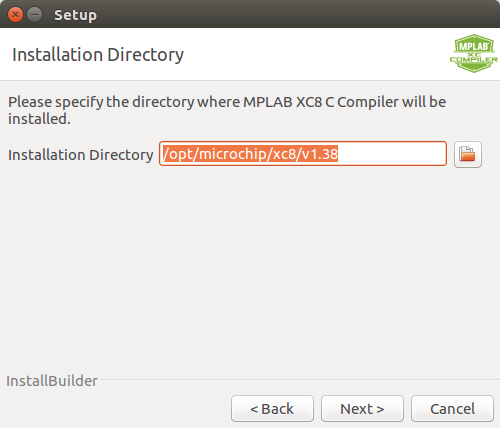 Setup
Installation Directory
MPLAB
XC
COMPILER
Please specify the directory where MPLAB XC8 C Compiler will be
installed.
Installation Directory /opt/microchip/xc8/v1.38
InstallBuilder
< Back Next > Cancel